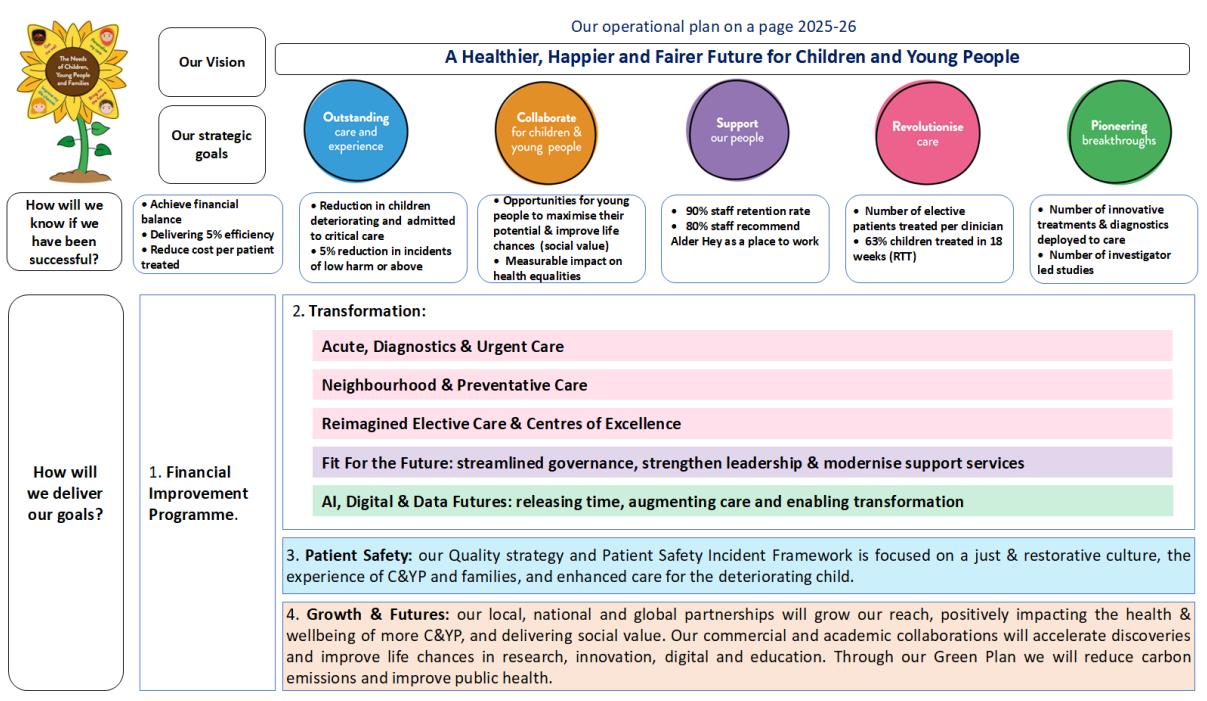 Our operational plan on a page 2025-26
The Needs
of Children,
Young People
and Families
Our Vision
A Healthier, Happier and Fairer Future for Children and Young People
Our strategic
goals
Outstanding
care and
experience
Collaborate
for children &
young people
Support
our people
Revolutionise
care
Pioneering
breakthroughs
How will we
know if we
have been
successful?
• Achieve financial
balance
• Delivering 5% efficiency
• Reduce cost per patient
treated
• Reduction in children
deteriorating and admitted
to critical care
• 5% reduction in incidents
of low harm or above
• Opportunities for young
people to maximise their
potential & improve life
chances (social value)
• Measurable impact on
health equalities
• 90% staff retention rate
• 80% staff recommend
Alder Hey as a place to work
• Number of elective
patients treated per clinician
• 63% children treated in 18
weeks (RTT)
• Number of innovative
treatments & diagnostics
deployed to care
• Number of investigator
led studies
How will
we deliver
our goals?
1. Financial
Improvement
Programme.
2. Transformation:
Acute, Diagnostics & Urgent Care
Neighbourhood & Preventative Care
Reimagined Elective Care & Centres of Excellence
Fit For the Future: streamlined governance, strengthen leadership & modernise support services
AI, Digital & Data Futures: releasing time, augmenting care and enabling transformation
3. Patient Safety: our Quality strategy and Patient Safety Incident Framework is focused on a just & restorative culture, the
experience of C&YP and families, and enhanced care for the deteriorating child.
4. Growth & Futures: our local, national and global partnerships will grow our reach, positively impacting the health &
wellbeing of more C&YP, and delivering social value. Our commercial and academic collaborations will accelerate discoveries
and improve life chances in research, innovation, digital and education. Through our Green Plan we will reduce carbon
emissions and improve public health.